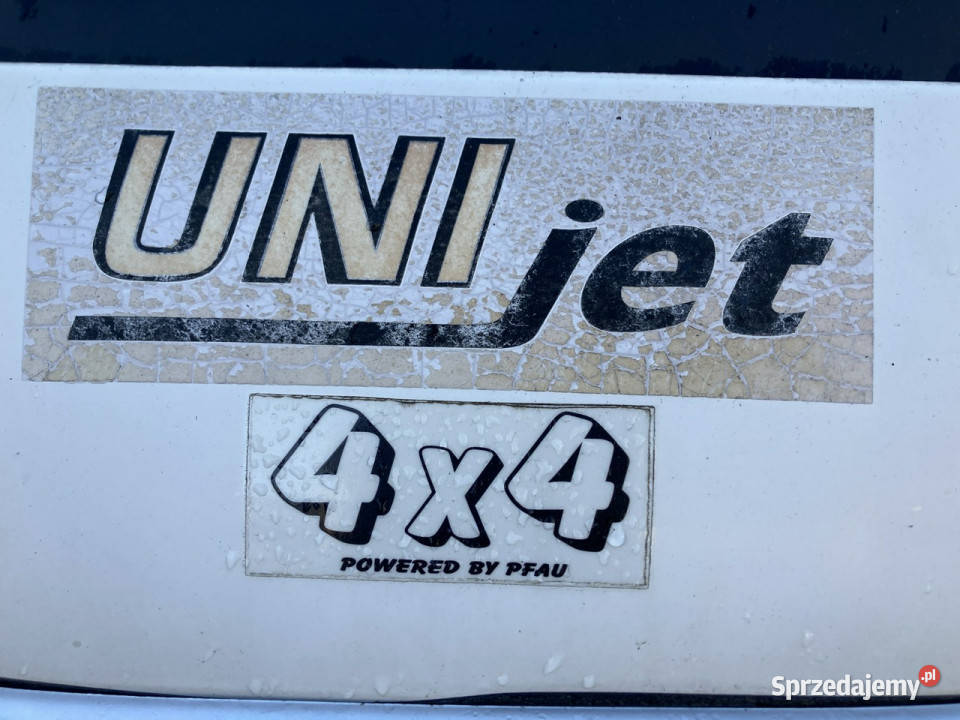 UNIjet
4x4
POWERED BY PFAU
Sprzedajemy.pl